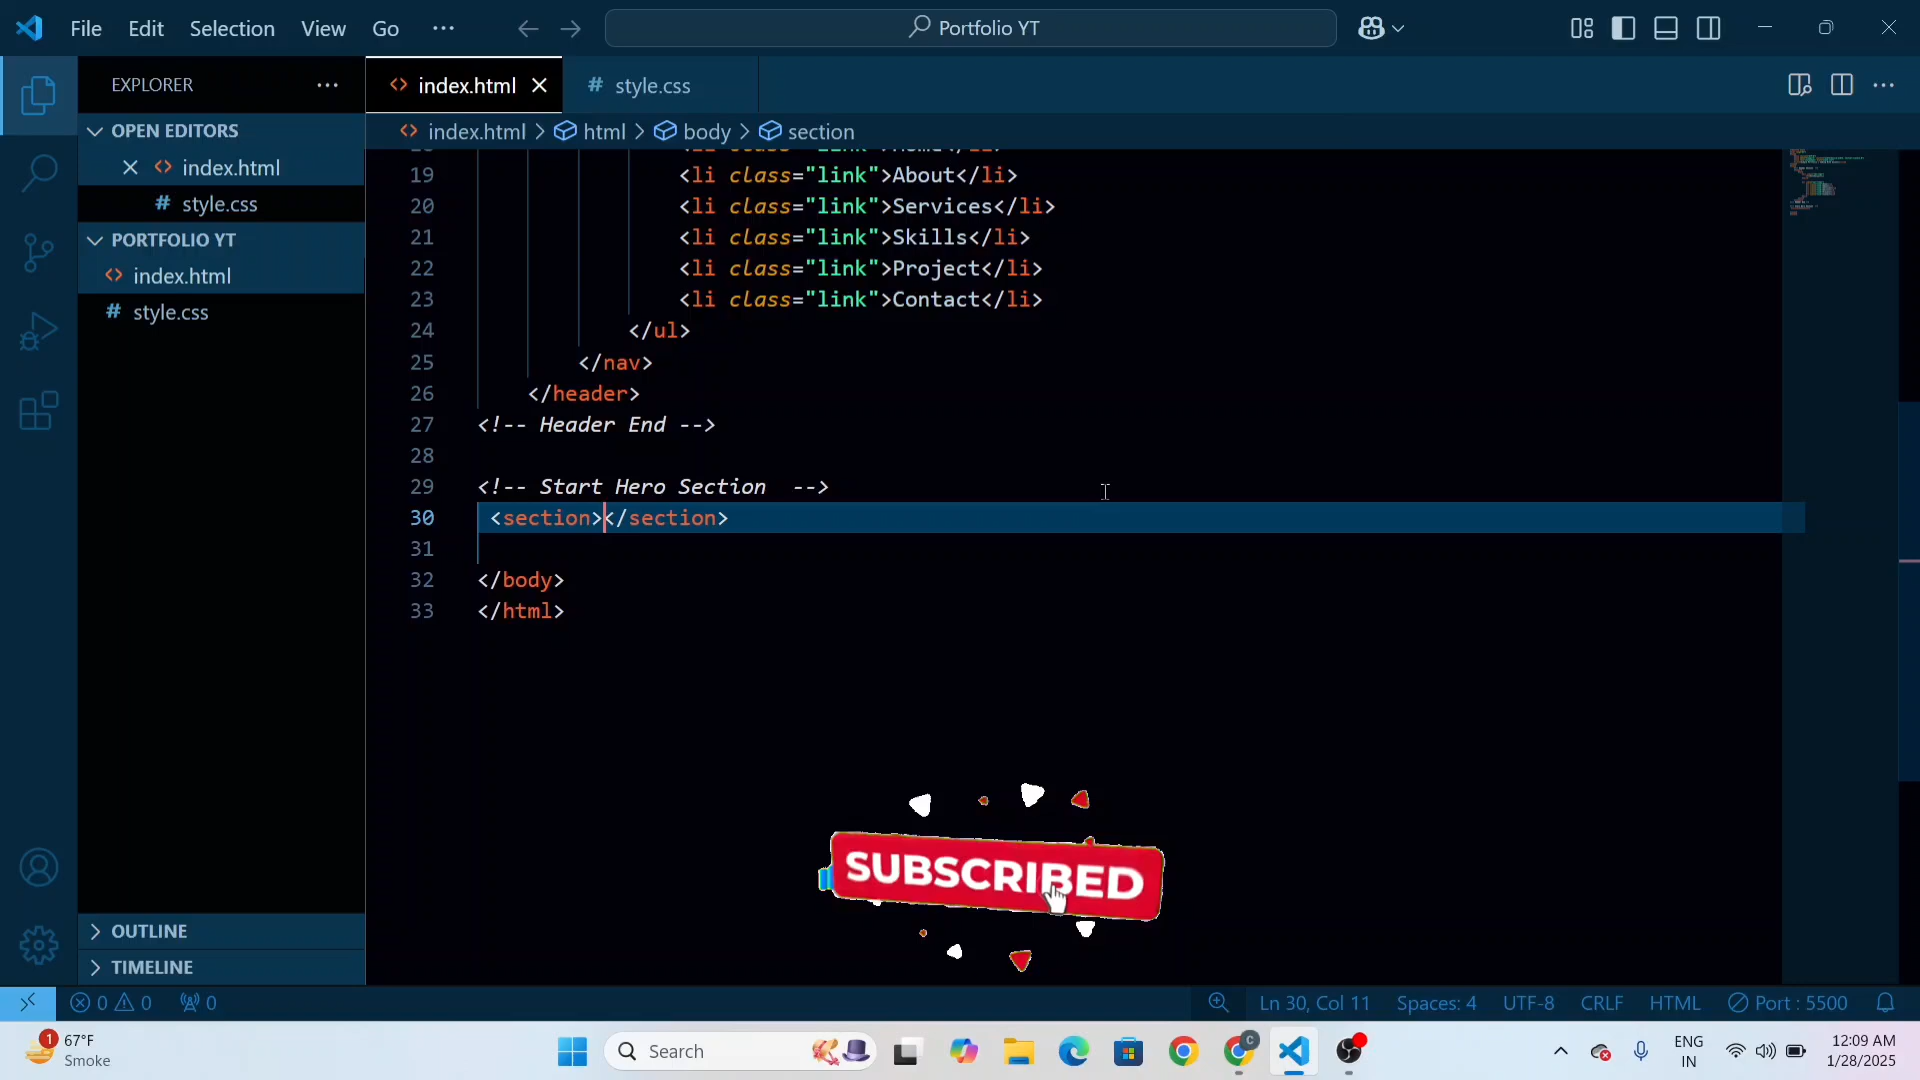 File Edit Selection View Go ··· Portfolio YT
EXPLORER ···
index.html
# style.css
OPEN EDITORS
index.html
# style.css
PORTFOLIO YT
index.html
# style.css
OUTLINE
TIMELINE
index.html > html > body > section
19 <li class="link">About</li>
20 <li class="link">Services</li>
21 <li class="link">Skills</li>
22 <li class="link">Project</li>
23 <li class="link">Contact</li>
24 </ul>
25 </nav>
26 </header>
27 <!-- Header End -->
28
29 <!-- Start Hero Section  -->
30 <section></section>
31
32 </body>
33 </html>
SUBSCRIBED
0 0 0 Ln 30, Col 11 Spaces: 4 UTF-8 CRLF HTML Port : 5500
1 67°F
Smoke
Search
C
ENG
IN
12:09 AM
1/28/2025